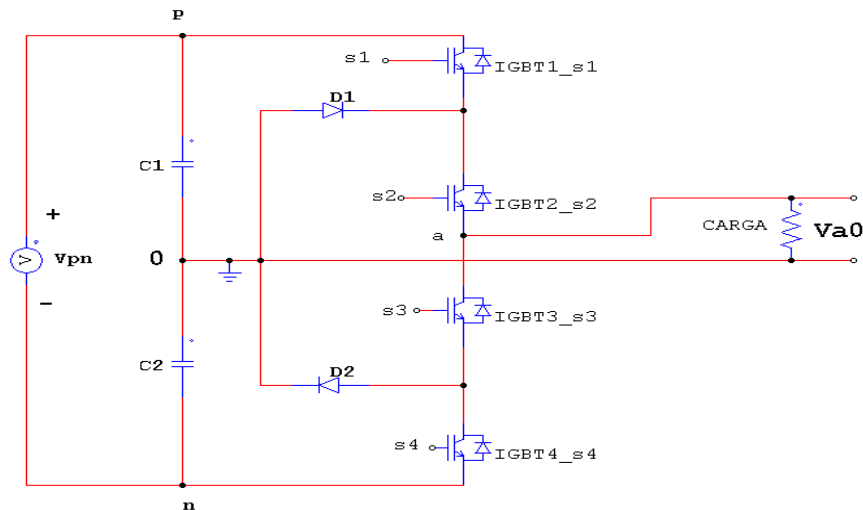 P
s1
IGBT1_s1
D1
C1
s2
IGBT2_s2
CARGA
Va0
a
+
V
Vpn
0
-
s3
IGBT3_s3
C2
D2
s4
IGBT4_s4
n